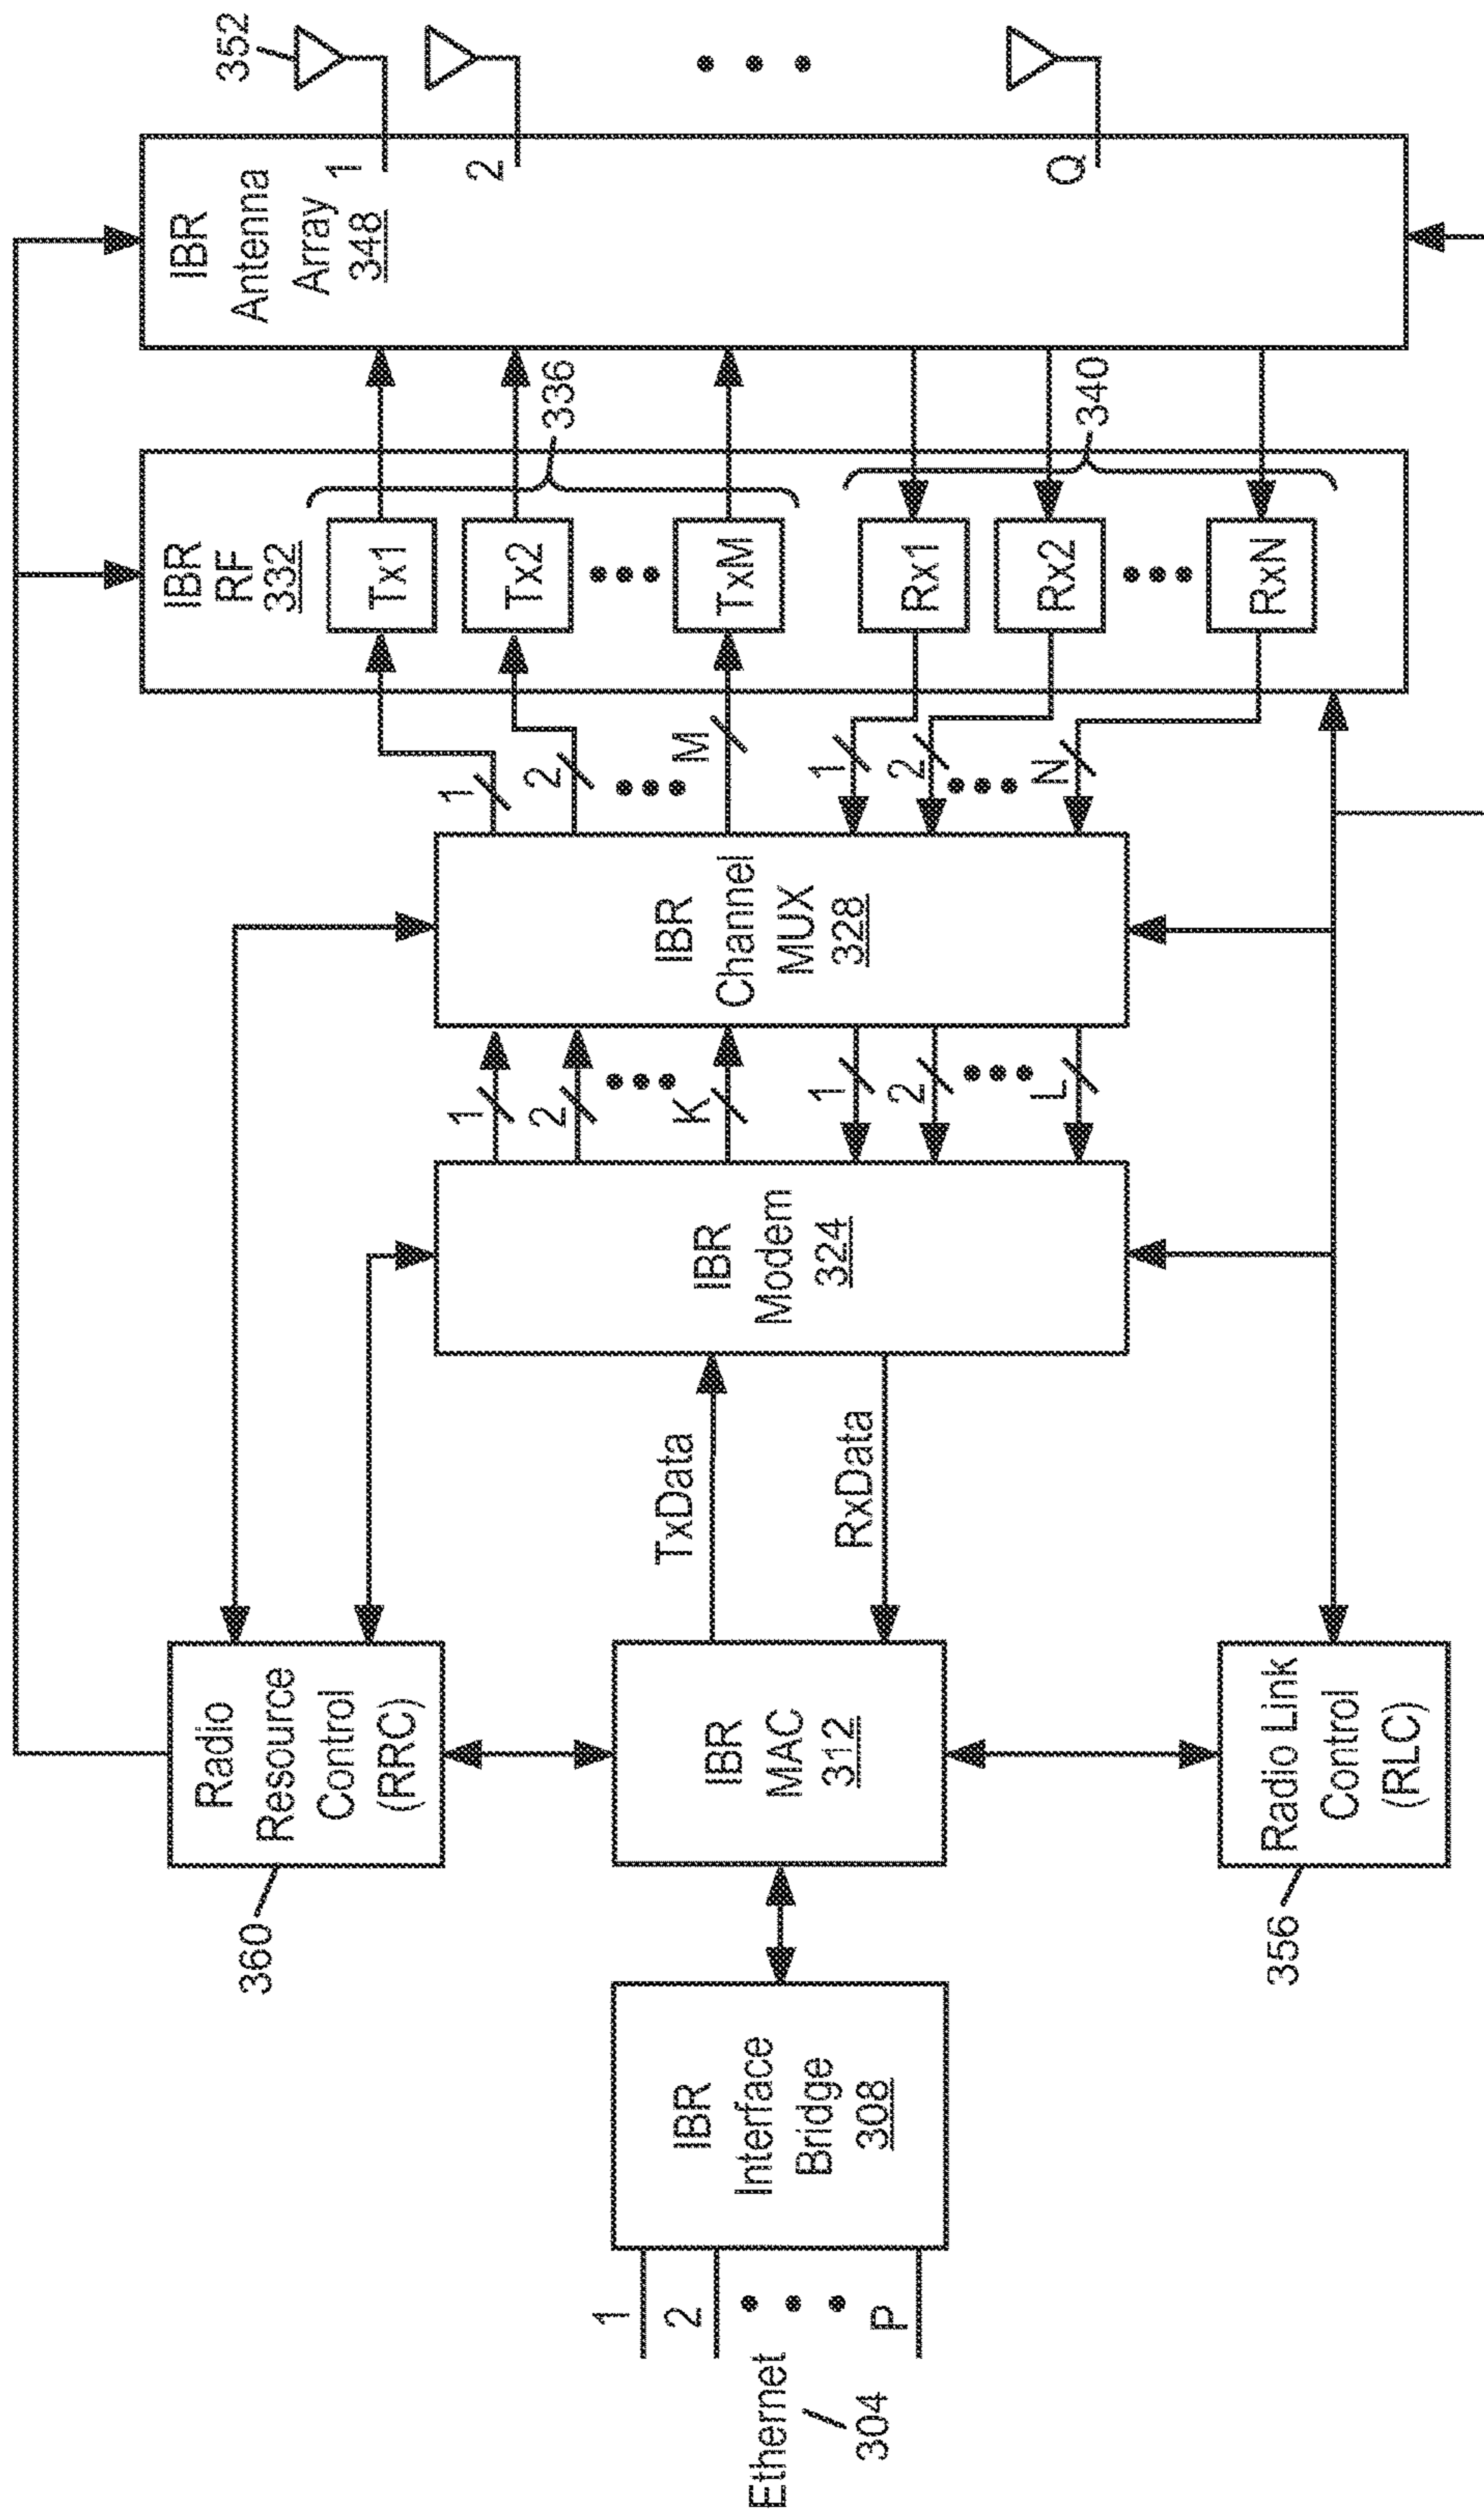 Ethernet
304
1
2
P
IBR
Interface
Bridge
308
360
Radio
Resource
Control
(RRC)
IBR
MAC
312
356
Radio Link
Control
(RLC)
TxData
RxData
IBR
Modem
324
1
2
K
1
2
L
IBR
Channel
MUX
328
1
2
M
1
2
N
IBR
RF
332
Tx1
Tx2
TxM
Rx1
Rx2
RxN
336
340
IBR
Antenna
Array
348
1
2
Q
352